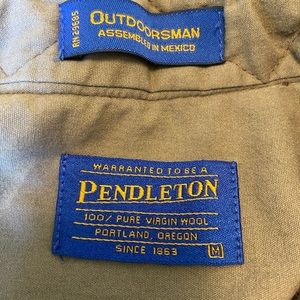 OUTDOORSMAN
ASSEMBLED IN MEXICO
RN 29685
WARRANTED TO BE A
PENDLETON
100% PURE VIRGIN WOOL
PORTLAND, OREGON
SINCE 1863
M